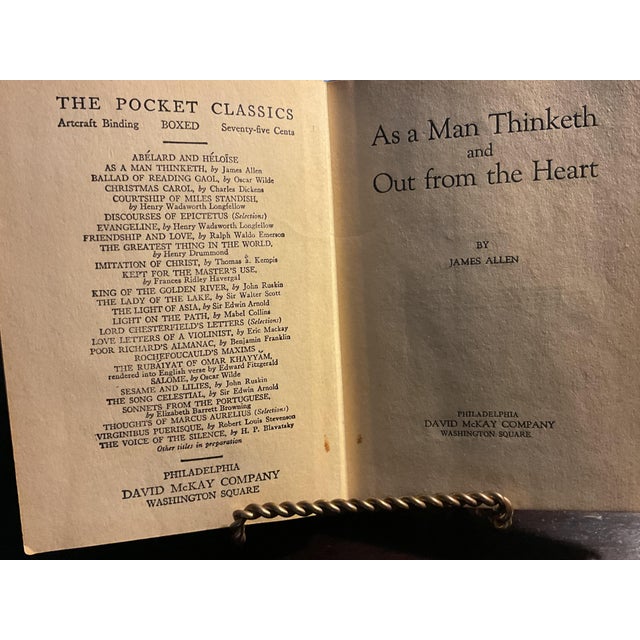 THE POCKET CLASSICS
Artcraft Binding BOXED Seventy-five Cents
ABÉLARD AND HÉLOÏSE
AS A MAN THINKETH, by James Allen
BALLAD OF READING GAOL, by Oscar Wilde
CHRISTMAS CAROL, by Charles Dickens
COURTSHIP OF MILES STANDISH,
by Henry Wadsworth Longfellow
DISCOURSES OF EPICTETUS (Selections)
EVANGELINE, by Henry Wadsworth Longfellow
FRIENDSHIP AND LOVE, by Ralph Waldo Emerson
THE GREATEST THING IN THE WORLD,
by Henry Drummond
IMITATION OF CHRIST, by Thomas à Kempis
KEPT FOR THE MASTER'S USE,
by Frances Ridley Havergal
KING OF THE GOLDEN RIVER, by John Ruskin
THE LADY OF THE LAKE, by Sir Walter Scott
THE LIGHT OF ASIA, by Sir Edwin Arnold
LIGHT ON THE PATH, by Mabel Collins
LORD CHESTERFIELD'S LETTERS (Selections)
LOVE LETTERS OF A VIOLINIST, by Eric Mackay
POOR RICHARD'S ALMANAC, by Benjamin Franklin
ROCHEFOUCAULD'S MAXIMS
THE RUBÁIYÁT OF OMAR KHAYYÁM,
rendered into English verse by Edward Fitzgerald
SALOME, by Oscar Wilde
SESAME AND LILIES, by John Ruskin
THE SONG CELESTIAL, by Sir Edwin Arnold
SONNETS FROM THE PORTUGUESE,
by Elizabeth Barrett Browning
THOUGHTS OF MARCUS AURELIUS (Selections)
VIRGINIBUS PUERISQUE, by Robert Louis Stevenson
THE VOICE OF THE SILENCE, by H. P. Blavatsky
Other titles in preparation
PHILADELPHIA
DAVID McKAY COMPANY
WASHINGTON SQUARE
As a Man Thinketh
and
Out from the Heart
BY
JAMES ALLEN
PHILADELPHIA
DAVID McKAY COMPANY
WASHINGTON SQUARE